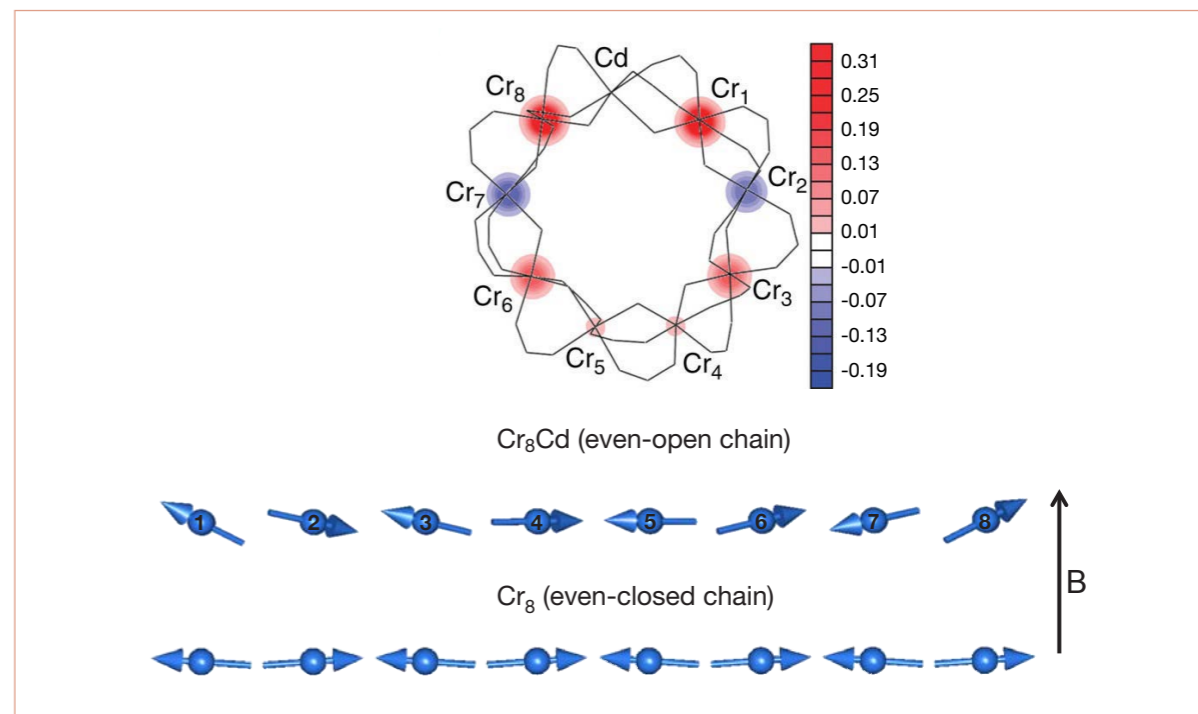 Cd
Cr₈
Cr₁
Cr₇
Cr₂
Cr₆
Cr₃
Cr₅
Cr₄
0.31
0.25
0.19
0.13
0.07
0.01
-0.01
-0.07
-0.13
-0.19
Cr₈Cd (even-open chain)
1 2 3 4 5 6 7 8
Cr₈ (even-closed chain)
B